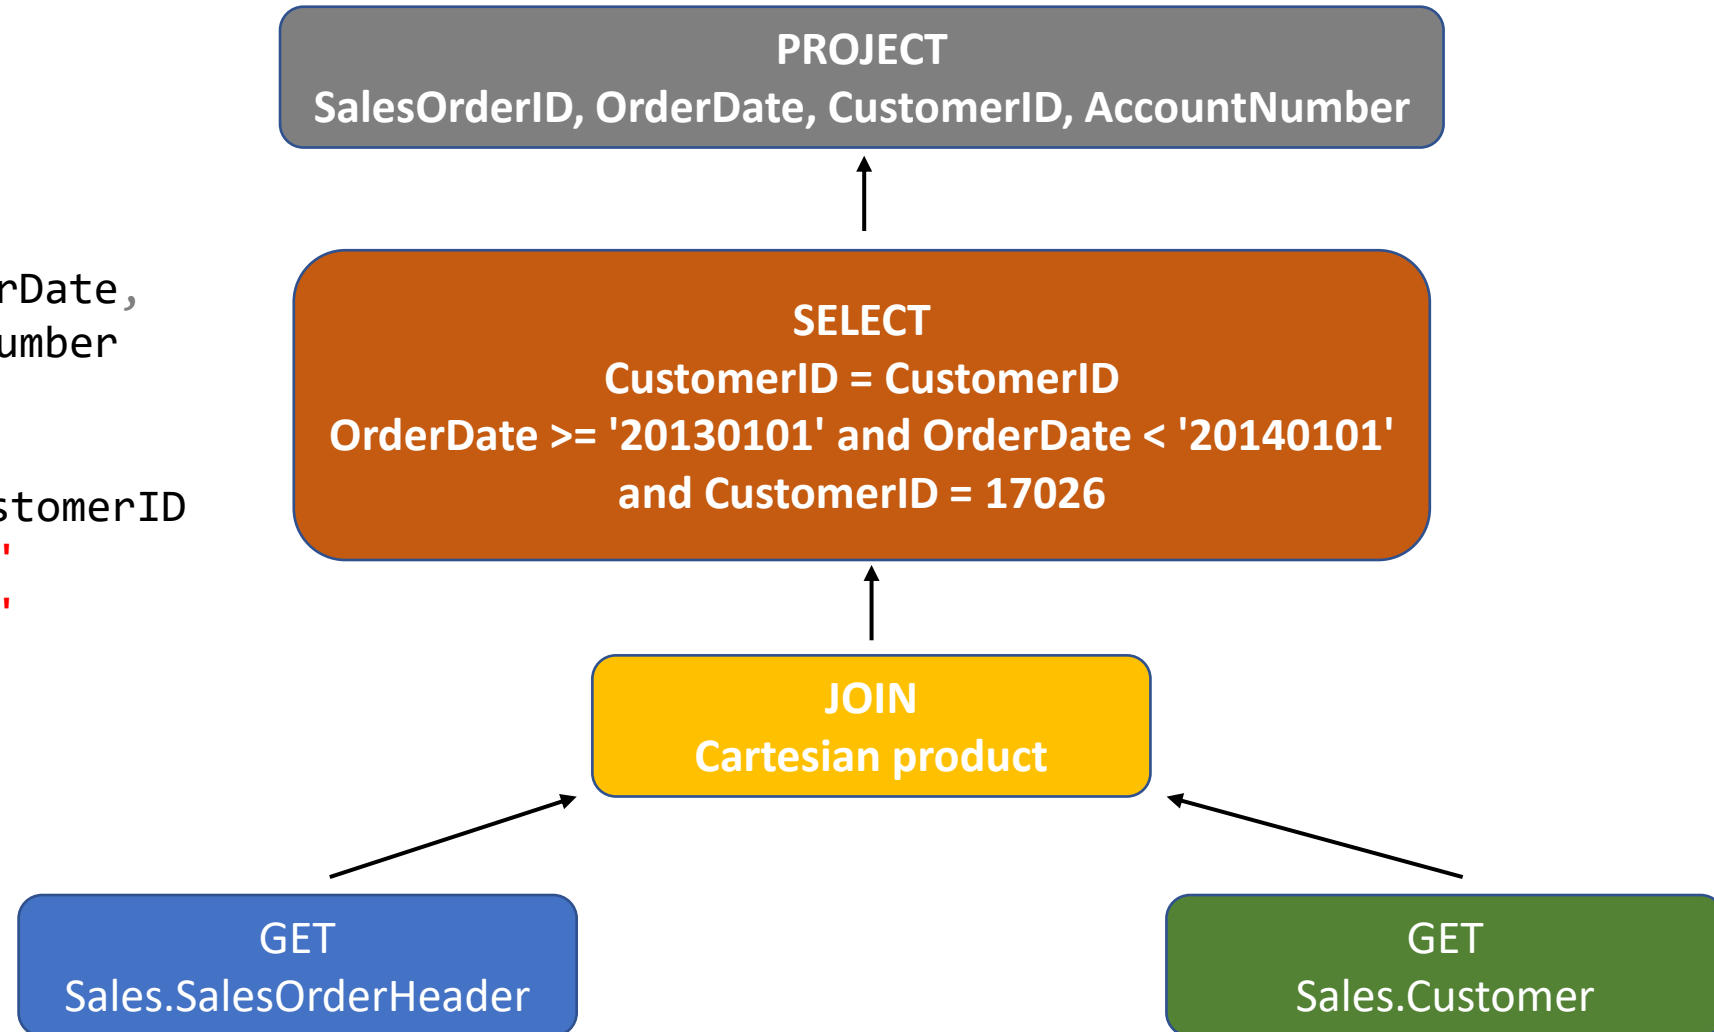 PROJECT
SalesOrderID, OrderDate, CustomerID, AccountNumber
rDate,
umber
stomerID
'
'
SELECT
CustomerID = CustomerID
OrderDate >= '20130101' and OrderDate < '20140101'
and CustomerID = 17026
JOIN
Cartesian product
GET
Sales.SalesOrderHeader
GET
Sales.Customer